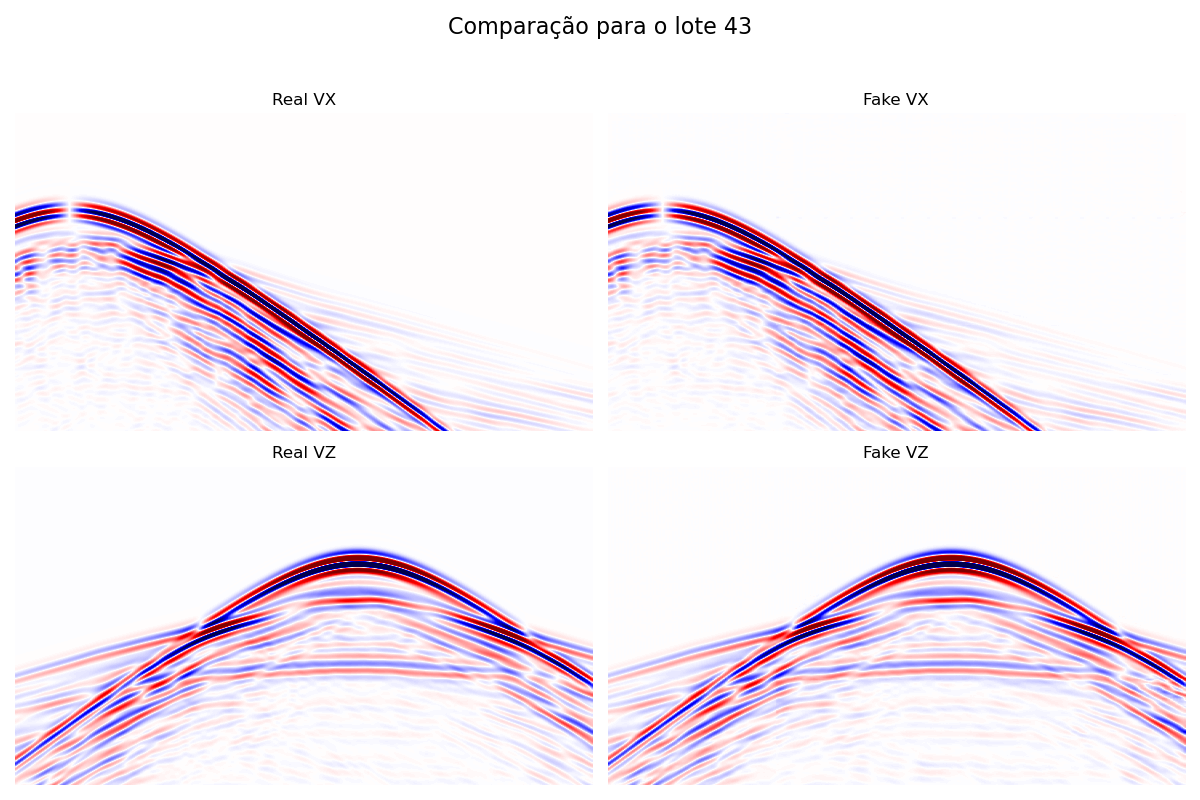 Comparação para o lote 43
Real VX
Fake VX
Real VZ
Fake VZ